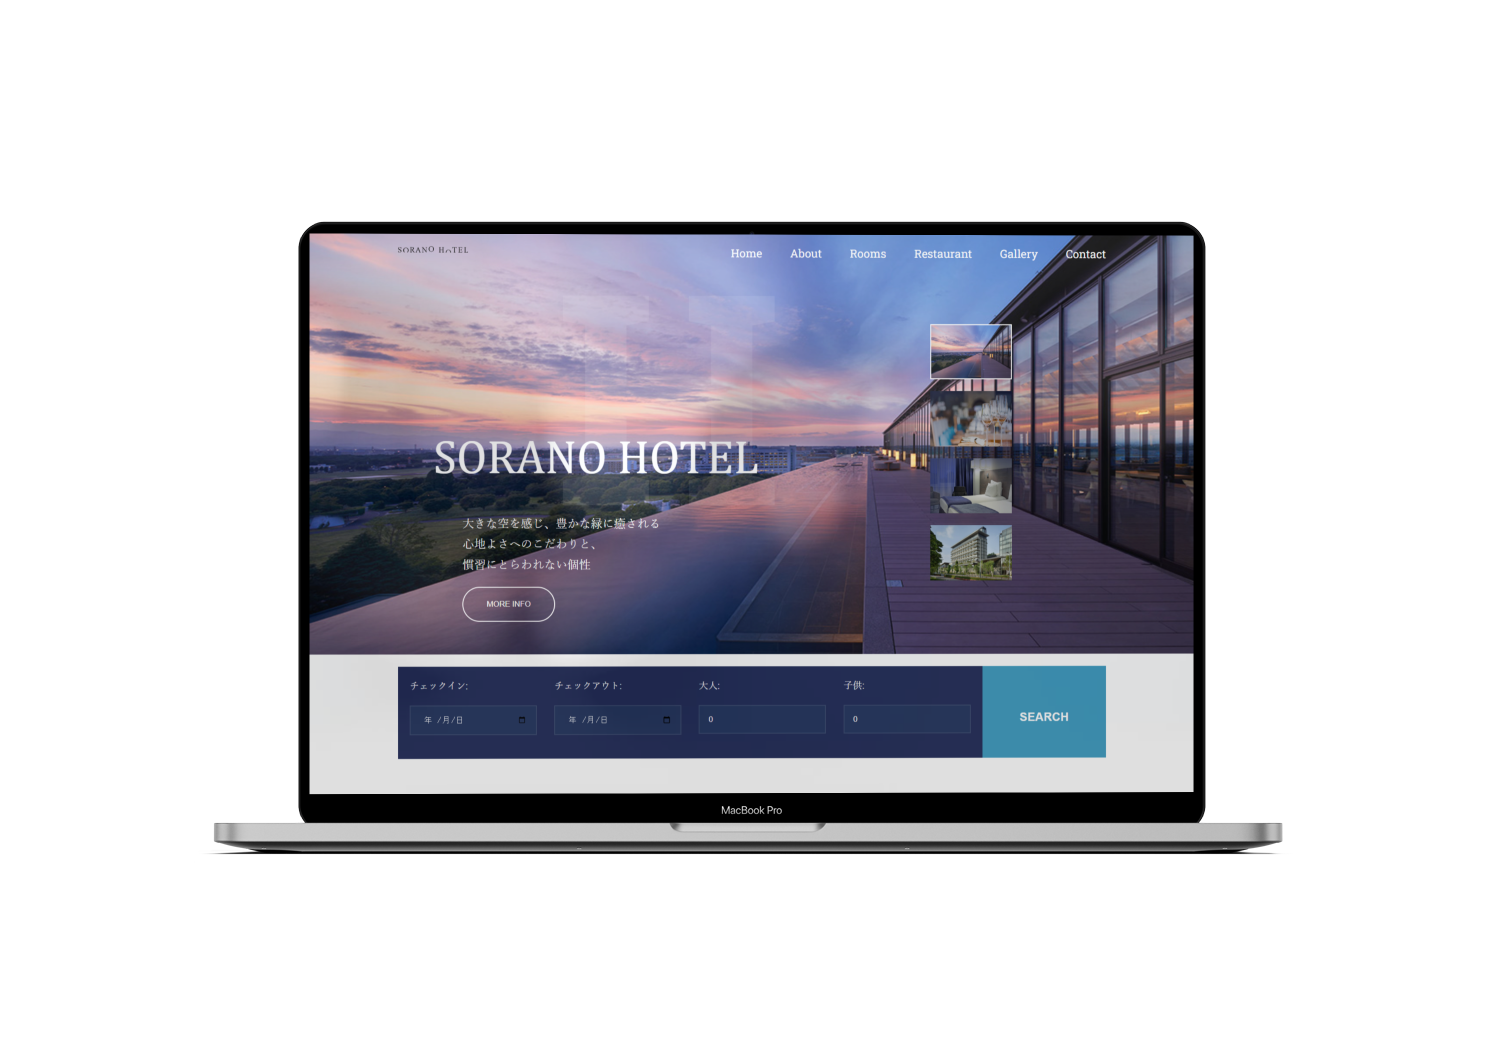 SORANO HOTEL
Home About Rooms Restaurant Gallery Contact
H
SORANO HOTEL
大きな空を感じ、豊かな緑に癒される
心地よさへのこだわりと、
慣習にとらわれない個性
MORE INFO
チェックイン: チェックアウト: 大人: 子供:
年 /月/日 年 /月/日 0 0
SEARCH
MacBook Pro